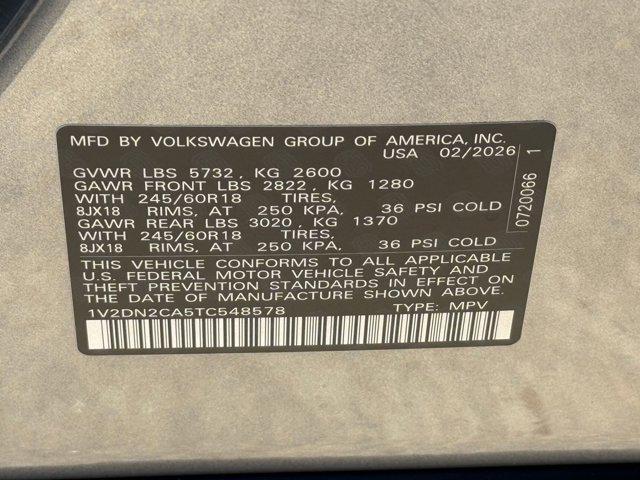 MFD BY VOLKSWAGEN GROUP OF AMERICA, INC.
USA 02/2026
GVWR LBS 5732, KG 2600
GAWR FRONT LBS 2822, KG 1280
WITH 245/60R18 TIRES,
8JX18 RIMS, AT 250 KPA, 36 PSI COLD
GAWR REAR LBS 3020, KG 1370
WITH 245/60R18 TIRES,
8JX18 RIMS, AT 250 KPA, 36 PSI COLD
THIS VEHICLE CONFORMS TO ALL APPLICABLE
U.S. FEDERAL MOTOR VEHICLE SAFETY AND
THEFT PREVENTION STANDARDS IN EFFECT ON
THE DATE OF MANUFACTURE SHOWN ABOVE.
1V2DN2CA5TC548578 TYPE: MPV
0720066 1